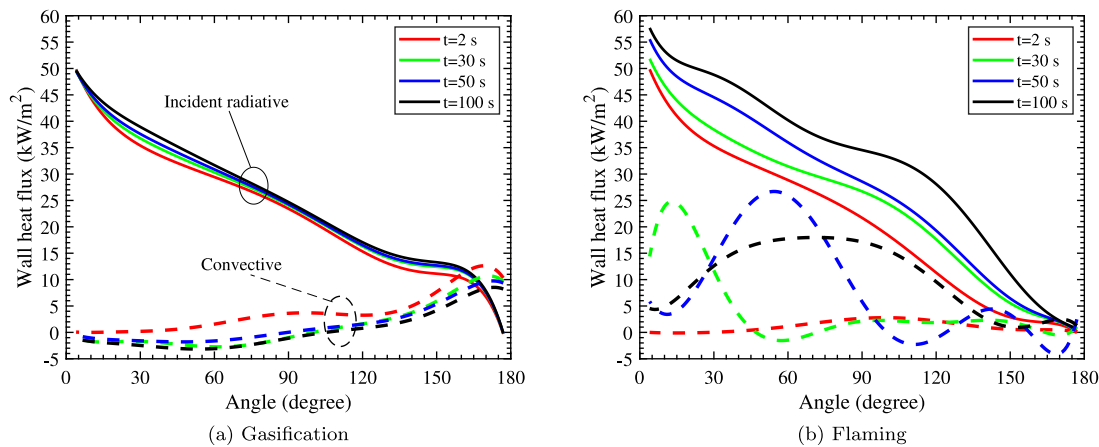 60
55
50
45
40
35
30
25
20
15
10
5
0
-5
Wall heat flux (kW/m²)
t=2 s
t=30 s
t=50 s
t=100 s
Incident radiative
Convective
0 30 60 90 120 150 180
Angle (degree)
(a) Gasification
60
55
50
45
40
35
30
25
20
15
10
5
0
-5
Wall heat flux (kW/m²)
t=2 s
t=30 s
t=50 s
t=100 s
0 30 60 90 120 150 180
Angle (degree)
(b) Flaming